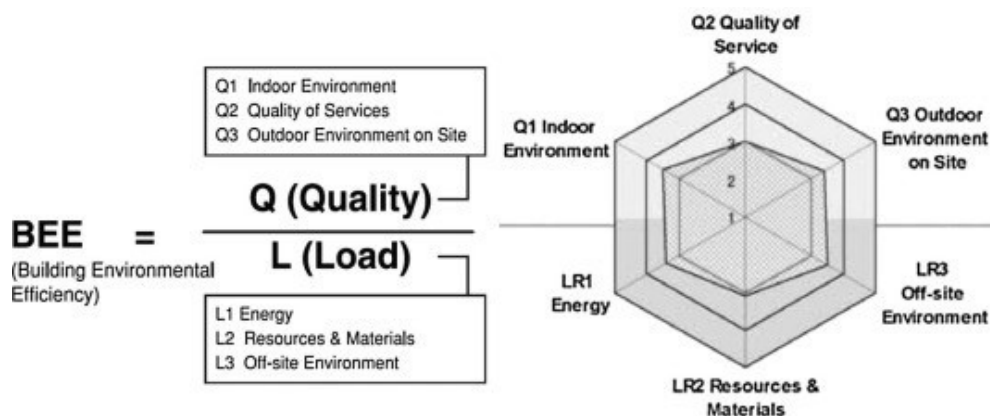 Q1 Indoor Environment
Q2 Quality of Services
Q3 Outdoor Environment on Site
Q (Quality)
BEE =
(Building Environmental
Efficiency)
L (Load)
L1 Energy
L2 Resources & Materials
L3 Off-site Environment
Q2 Quality of
Service
5
4
3
2
1
Q1 Indoor
Environment
Q3 Outdoor
Environment
on Site
LR1
Energy
LR3
Off-site
Environment
LR2 Resources &
Materials